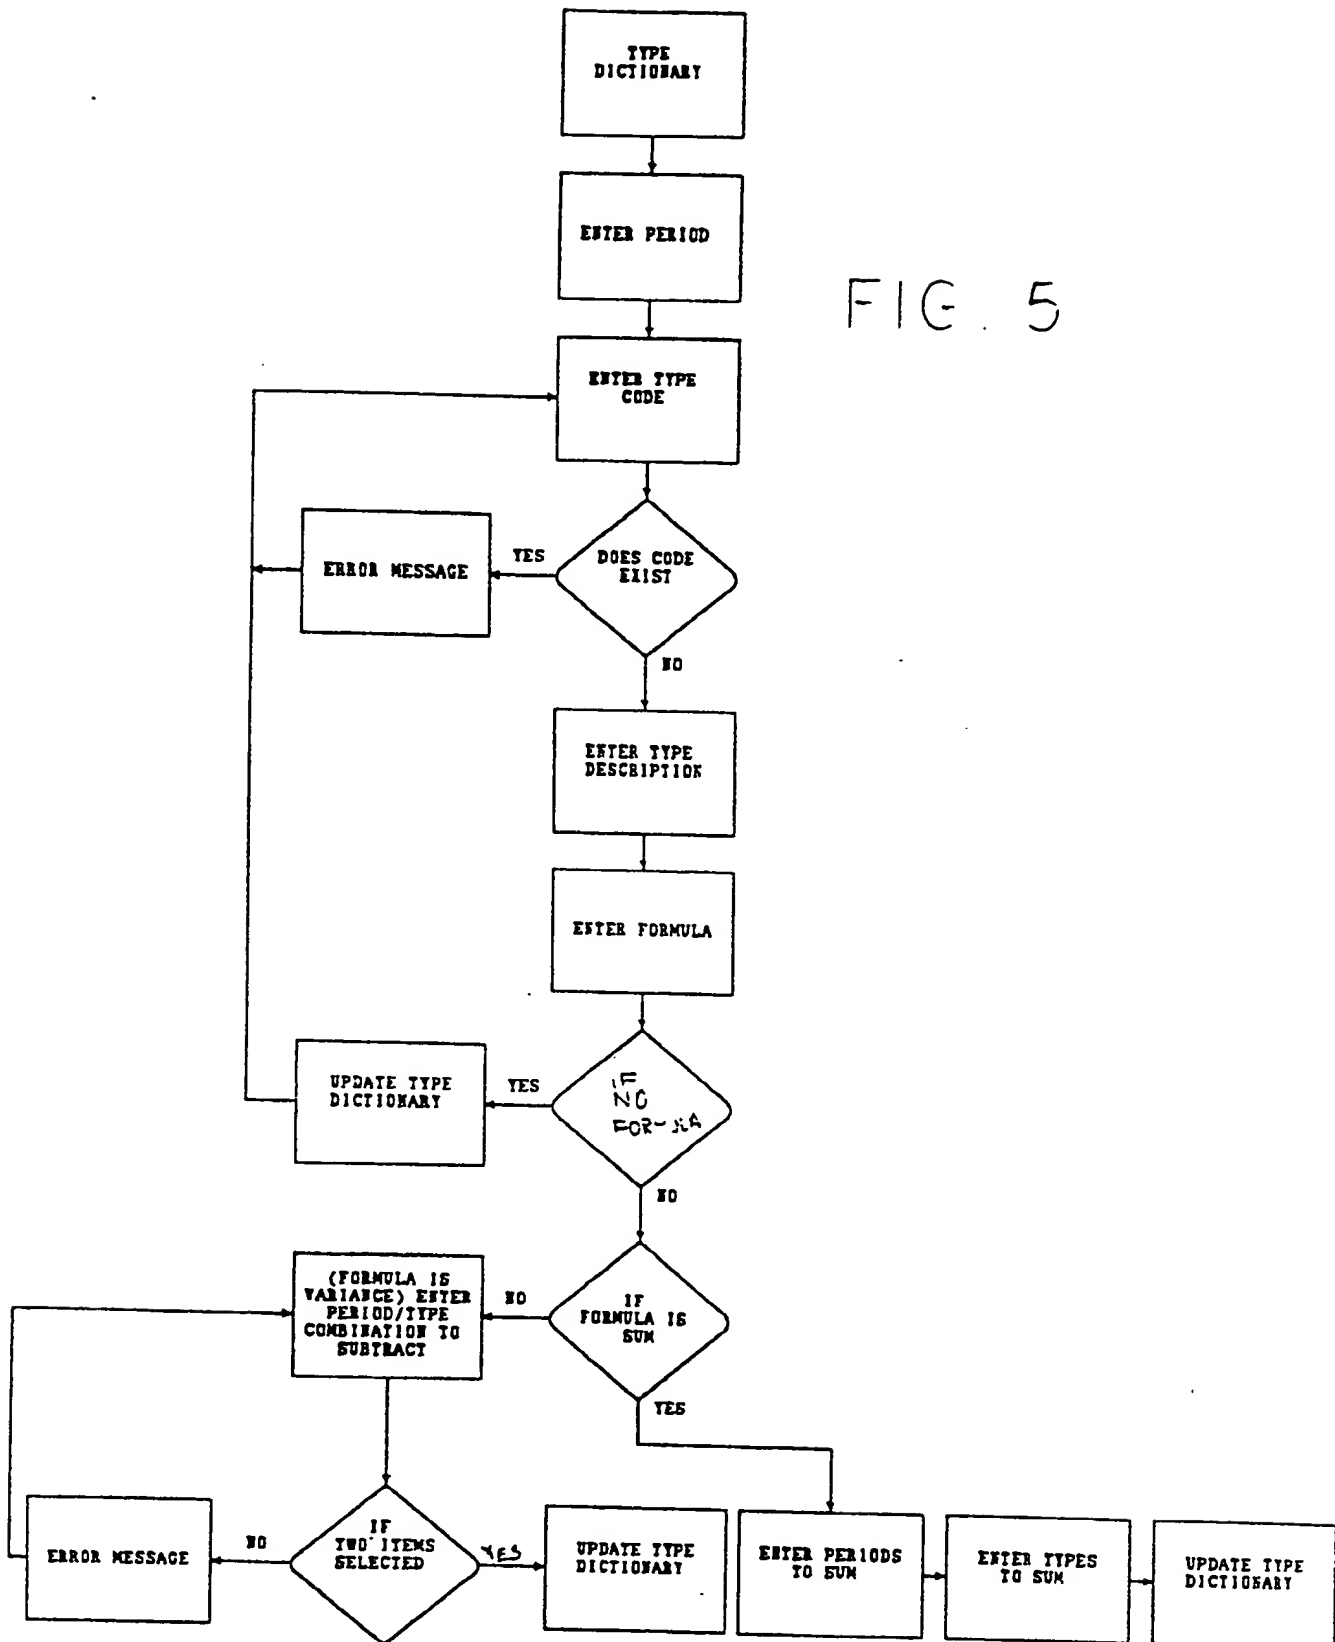 TYPE
DICTIONARY
ENTER PERIOD
FIG. 5
ENTER TYPE
CODE
DOES CODE
EXIST
YES
ERROR MESSAGE
NO
ENTER TYPE
DESCRIPTION
ENTER FORMULA
IF
NO
YES
UPDATE TYPE
DICTIONARY
NO
IF
FORMULA IS
SUM
NO
(FORMULA IS
VARIANCE) ENTER
PERIOD/TYPE
COMBINATION TO
SUBTRACT
YES
IF
TWO ITEMS
SELECTED
NO
ERROR MESSAGE
YES
UPDATE TYPE
DICTIONARY
ENTER PERIODS
TO SUM
ENTER TYPES
TO SUM
UPDATE TYPE
DICTIONARY